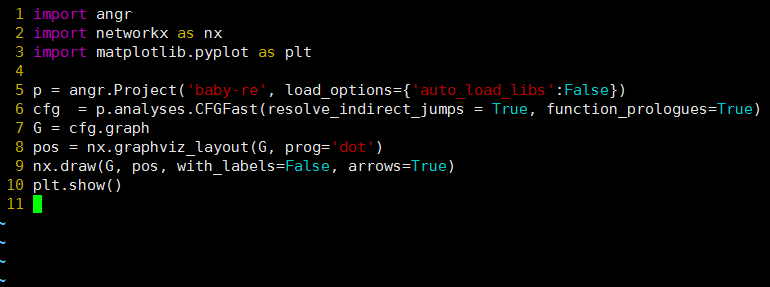 1 import angr
2 import networkx as nx
3 import matplotlib.pyplot as plt
4
5 p = angr.Project('baby-re', load_options={'auto_load_libs':False})
6 cfg  = p.analyses.CFGFast(resolve_indirect_jumps = True, function_prologues=True)
7 G = cfg.graph
8 pos = nx.graphviz_layout(G, prog='dot')
9 nx.draw(G, pos, with_labels=False, arrows=True)
10 plt.show()
11
~
~
~
~